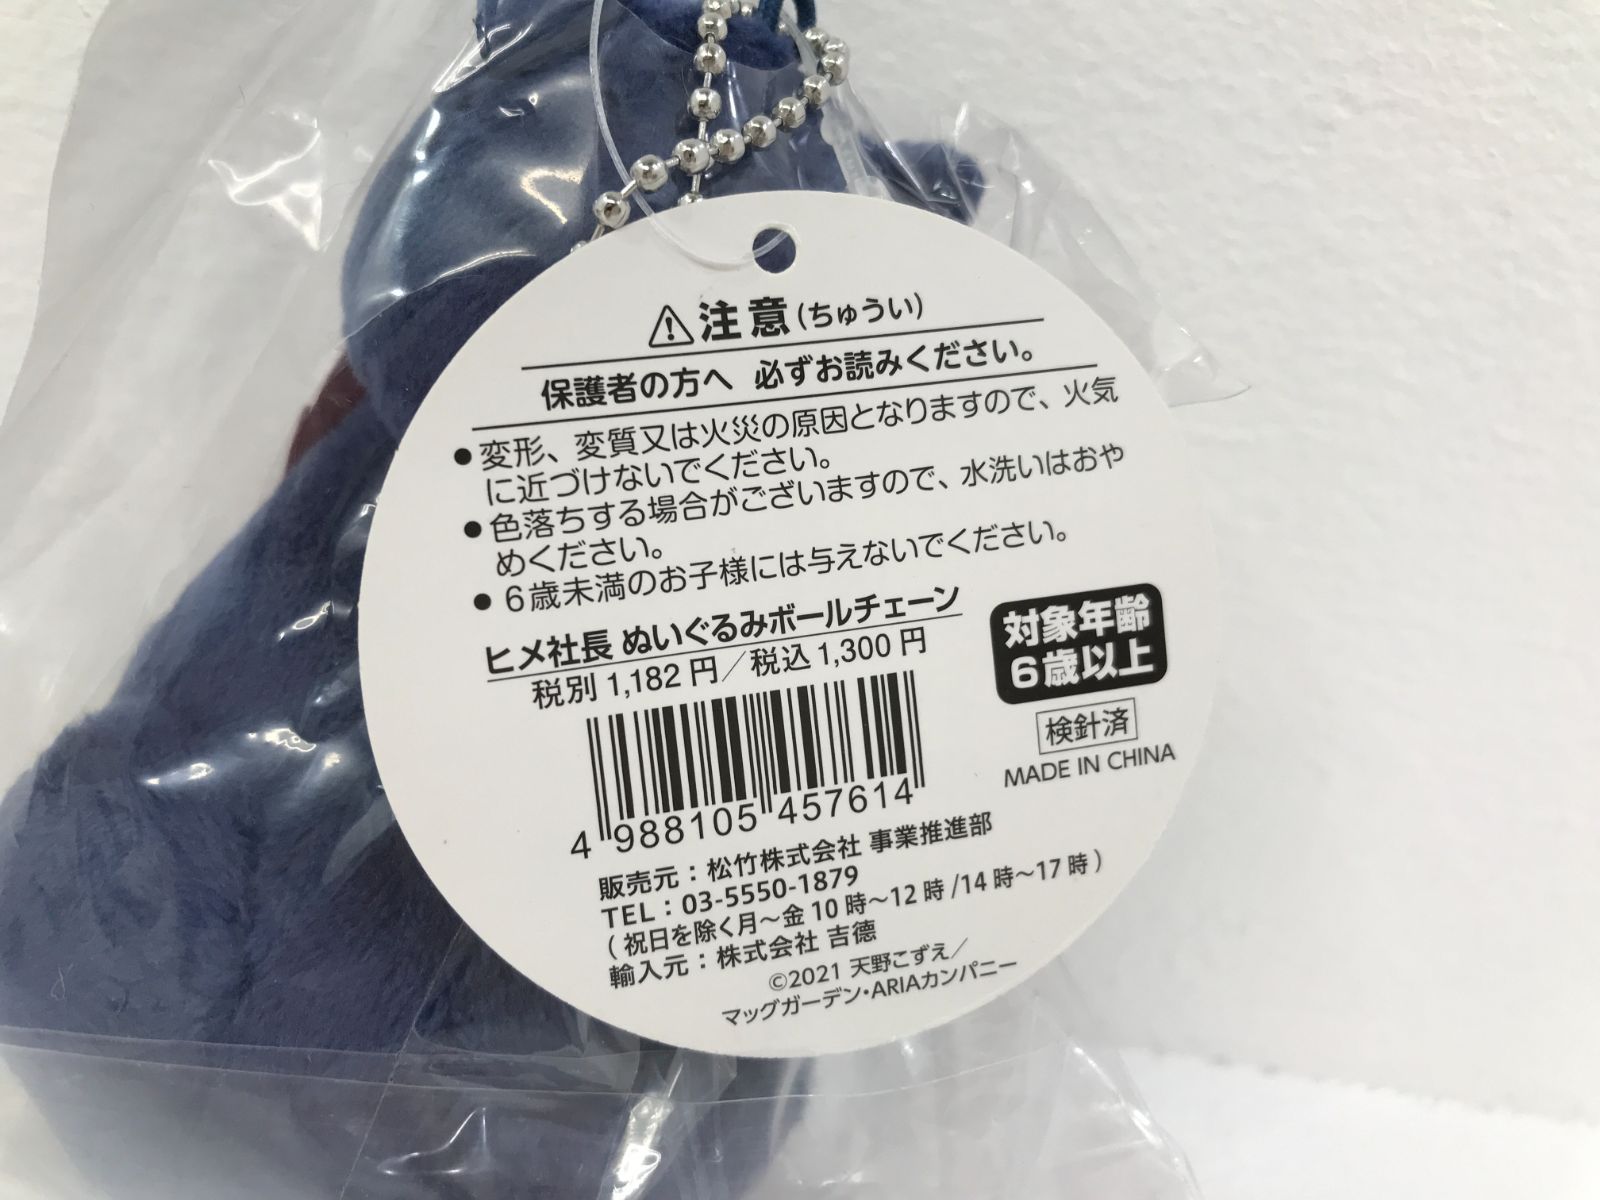 注意(ちゅうい)
保護者の方へ 必ずお読みください。
●変形、変質又は火災の原因となりますので、火気
に近づけないでください。
●色落ちする場合がございますので、水洗いはおや
めください。
●6歳未満のお子様には与えないでください。
ヒメ社長 ぬいぐるみボールチェーン
税別1,182円/税込1,300円
対象年齢
6歳以上
検針済
MADE IN CHINA
4 988105 457614
販売元:松竹株式会社 事業推進部
TEL:03-5550-1879
(祝日を除く月〜金10時〜12時/14時〜17時)
輸入元:株式会社 吉徳
©2021 天野こずえ/
マッグガーデン・ARIAカンパニー